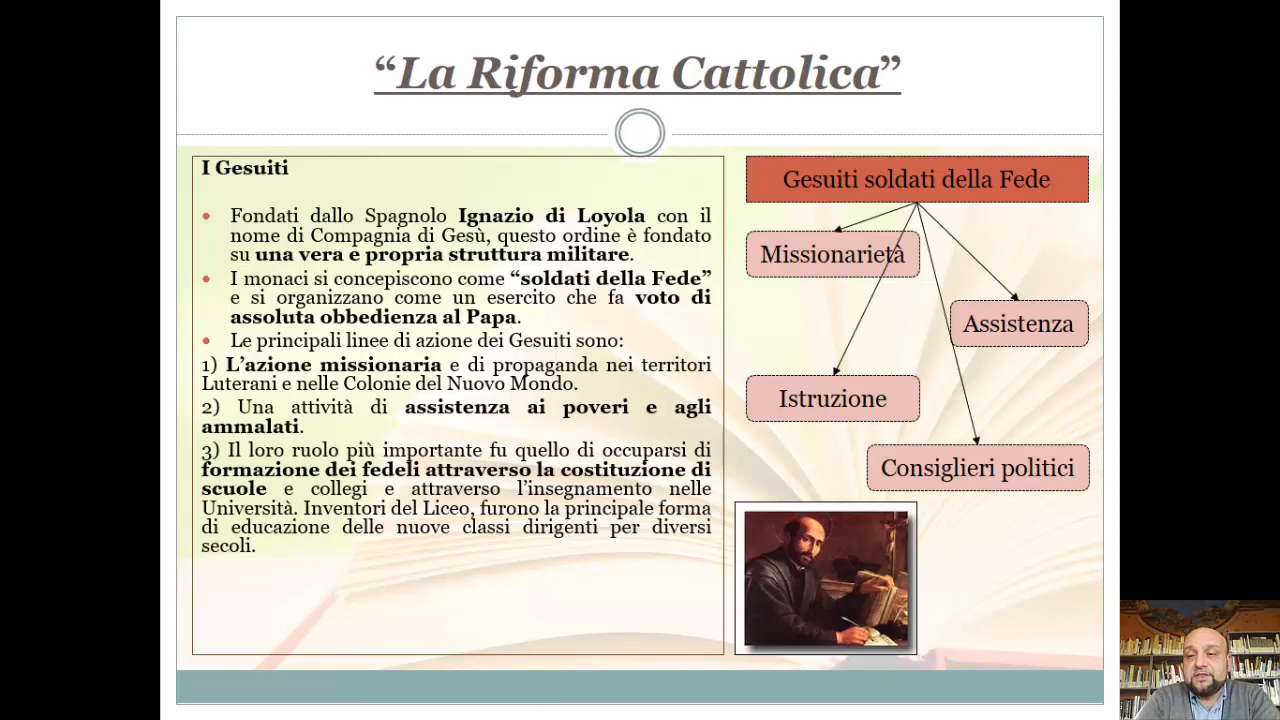 “La Riforma Cattolica”
I Gesuiti
• Fondati dallo Spagnolo Ignazio di Loyola con il
nome di Compagnia di Gesù, questo ordine è fondato
su una vera e propria struttura militare.
• I monaci si concepiscono come “soldati della Fede”
e si organizzano come un esercito che fa voto di
assoluta obbedienza al Papa.
• Le principali linee di azione dei Gesuiti sono:
1) L’azione missionaria e di propaganda nei territori
Luterani e nelle Colonie del Nuovo Mondo.
2) Una attività di assistenza ai poveri e agli
ammalati.
3) Il loro ruolo più importante fu quello di occuparsi di
formazione dei fedeli attraverso la costituzione di
scuole e collegi e attraverso l’insegnamento nelle
Università. Inventori del Liceo, furono la principale forma
di educazione delle nuove classi dirigenti per diversi
secoli.
Gesuiti soldati della Fede
Missionarietà
Assistenza
Istruzione
Consiglieri politici